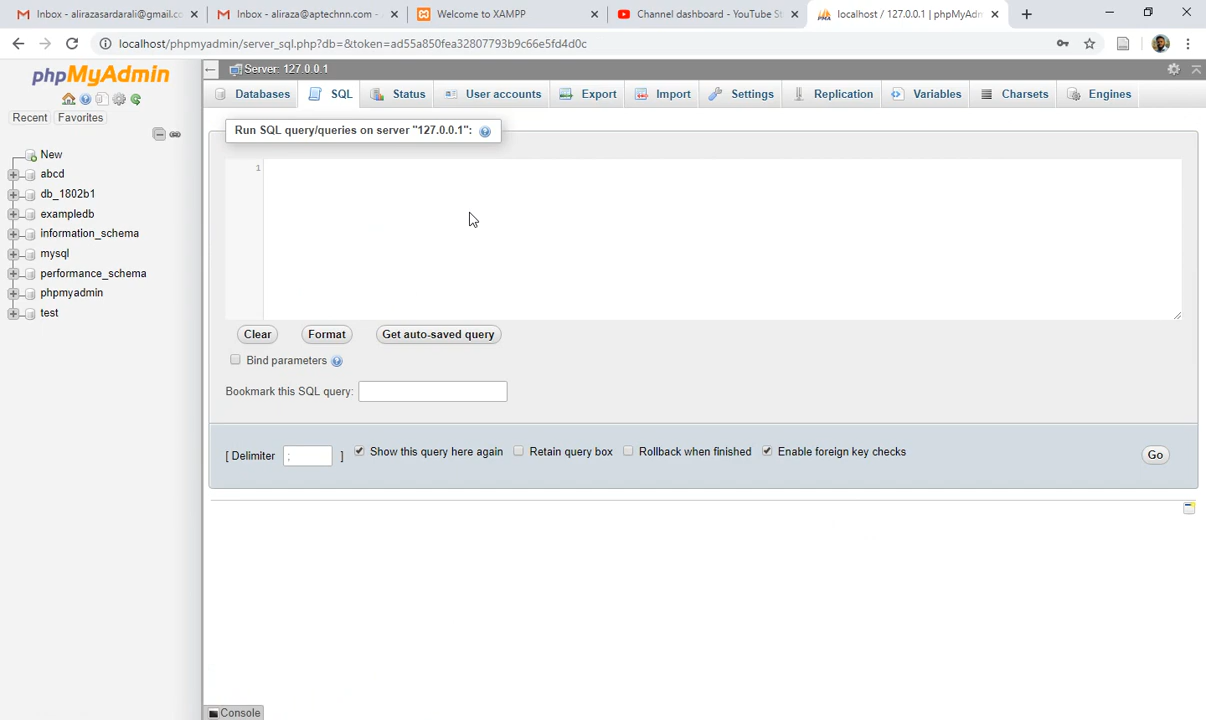 Inbox - alirazasardarali@gmail.co
Inbox - aliraza@aptechnn.com -
Welcome to XAMPP
Channel dashboard - YouTube St
localhost / 127.0.0.1 | phpMyAdm
localhost/phpmyadmin/server_sql.php?db=&token=ad55a850fea32807793b9c66e5fd4d0c
phpMyAdmin
Recent
Favorites
New
abcd
db_1802b1
exampledb
information_schema
mysql
performance_schema
phpmyadmin
test
Server: 127.0.0.1
Databases
SQL
Status
User accounts
Export
Import
Settings
Replication
Variables
Charsets
Engines
Run SQL query/queries on server "127.0.0.1":
1
Clear
Format
Get auto-saved query
Bind parameters
Bookmark this SQL query:
[ Delimiter ; ]
Show this query here again
Retain query box
Rollback when finished
Enable foreign key checks
Go
Console